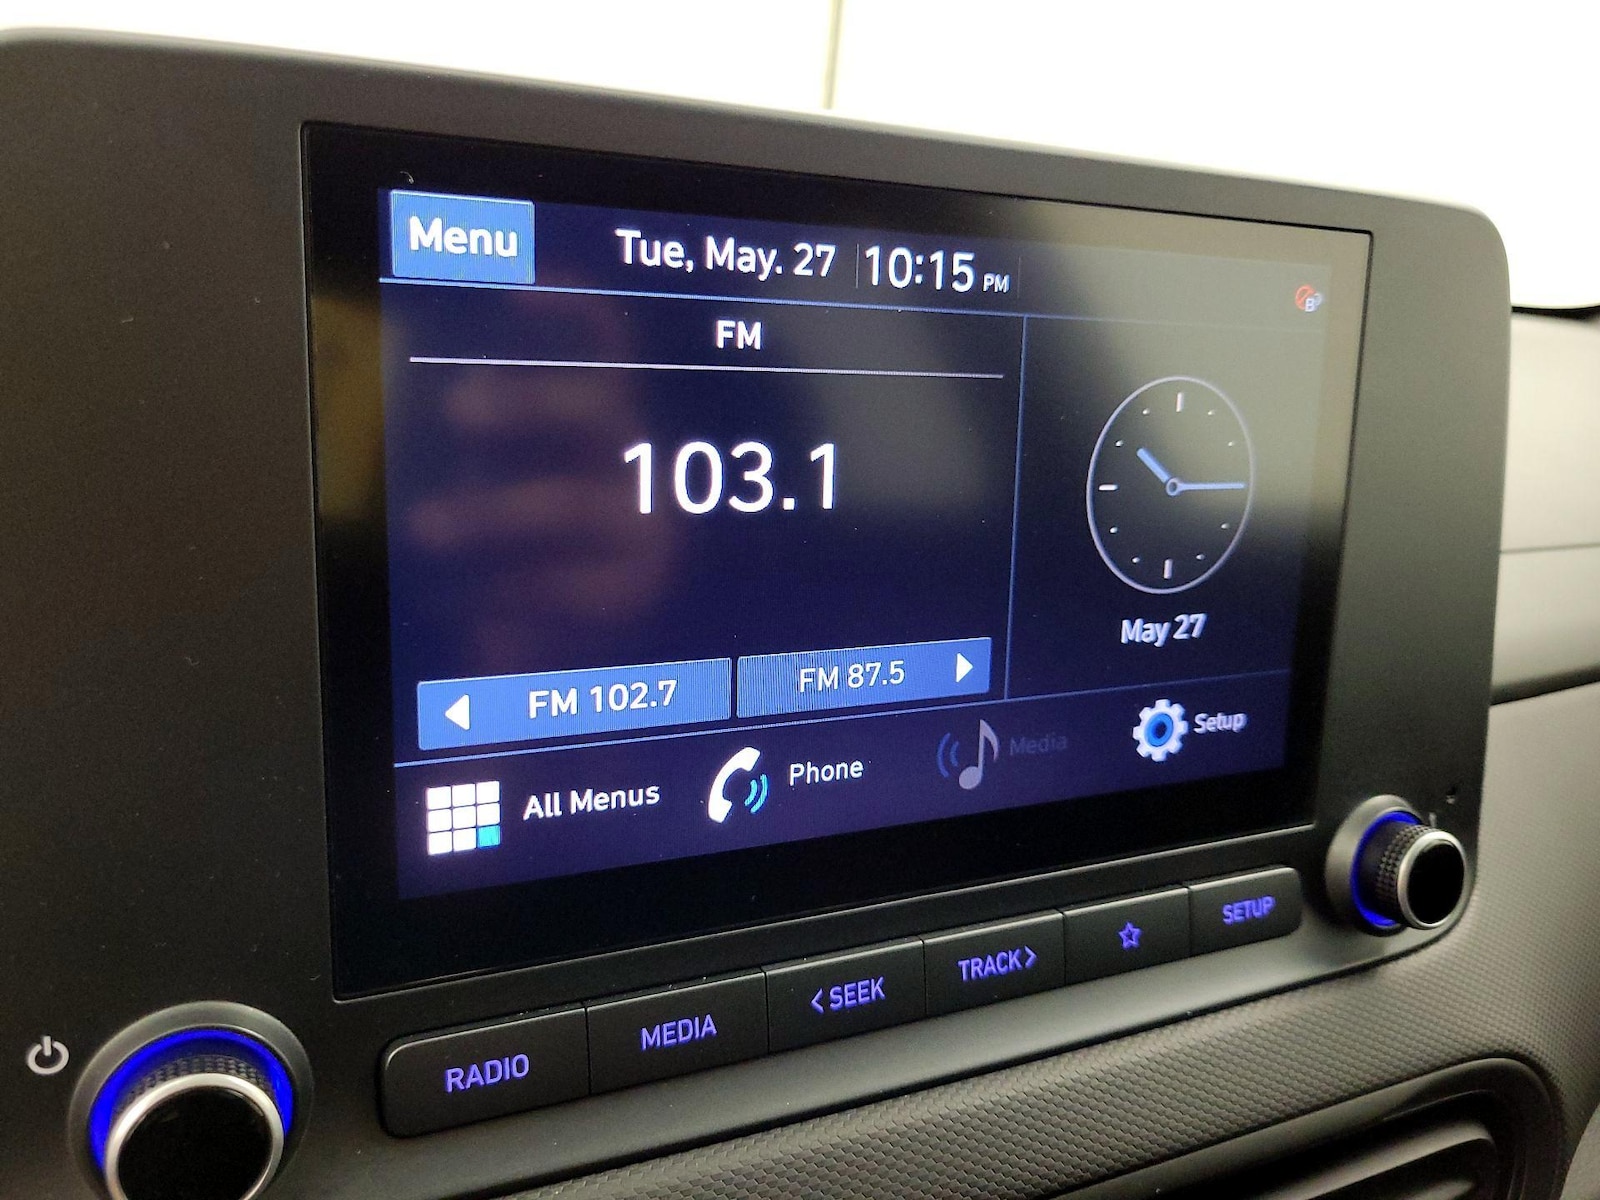 Menu
Tue, May. 27 10:15 PM
FM
103.1
May 27
FM 102.7
FM 87.5
All Menus
Phone
Media
Setup
RADIO
MEDIA
< SEEK
TRACK >
SETUP